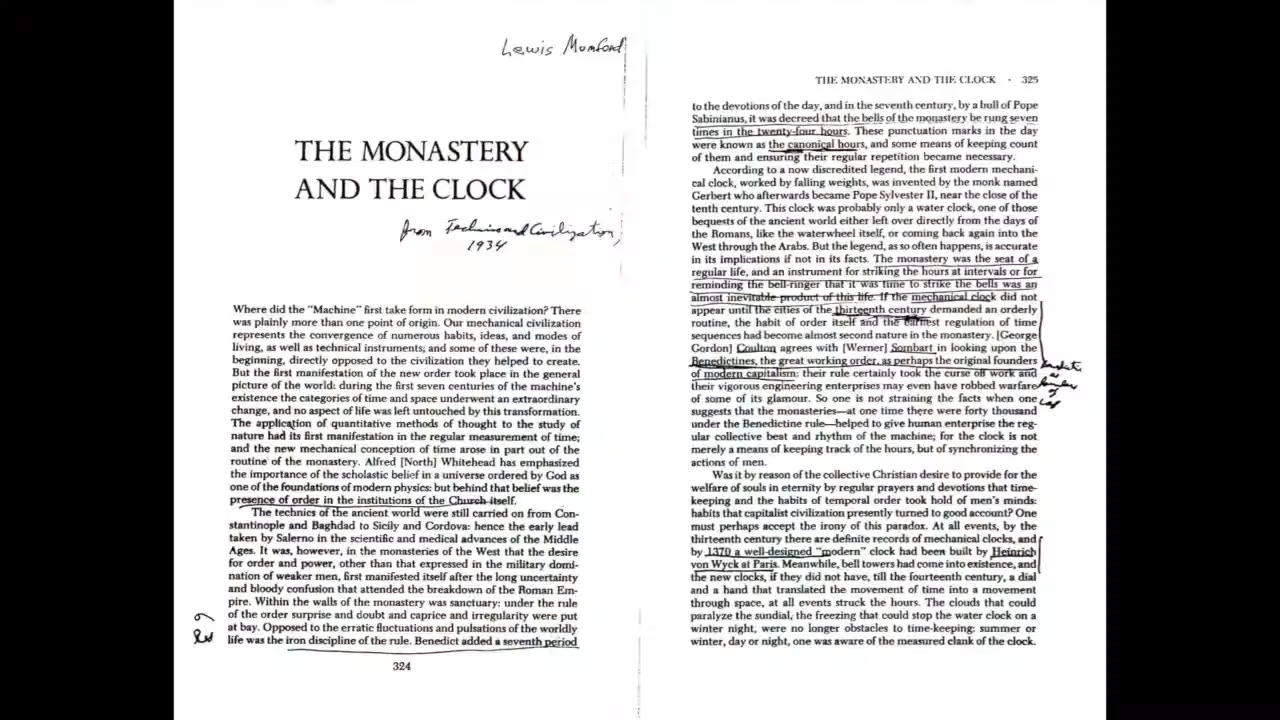 Lewis Mumford
THE MONASTERY
AND THE CLOCK
from Technics and Civilization,
1934
Where did the "Machine" first take form in modern civilization? There
was plainly more than one point of origin. Our mechanical civilization
represents the convergence of numerous habits, ideas, and modes of
living, as well as technical instruments; and some of these were, in the
beginning, directly opposed to the civilization they helped to create.
But the first manifestation of the new order took place in the general
picture of the world: during the first seven centuries of the machine's
existence the categories of time and space underwent an extraordinary
change, and no aspect of life was left untouched by this transformation.
The application of quantitative methods of thought to the study of
nature had its first manifestation in the regular measurement of time;
and the new mechanical conception of time arose in part out of the
routine of the monastery. Alfred [North] Whitehead has emphasized
the importance of the scholastic belief in a universe ordered by God as
one of the foundations of modern physics: but behind that belief was the
presence of order in the institutions of the Church itself.
The technics of the ancient world were still carried on from Con-
stantinople and Baghdad to Sicily and Cordova: hence the early lead
taken by Salerno in the scientific and medical advances of the Middle
Ages. It was, however, in the monasteries of the West that the desire
for order and power, other than that expressed in the military domi-
nation of weaker men, first manifested itself after the long uncertainty
and bloody confusion that attended the breakdown of the Roman Em-
pire. Within the walls of the monastery was sanctuary: under the rule
of the order surprise and doubt and caprice and irregularity were put
at bay. Opposed to the erratic fluctuations and pulsations of the worldly
life was the iron discipline of the rule. Benedict added a seventh period
324
THE MONASTERY AND THE CLOCK · 325
to the devotions of the day, and in the seventh century, by a bull of Pope
Sabinianus, it was decreed that the bells of the monastery be rung seven
times in the twenty-four hours. These punctuation marks in the day
were known as the canonical hours, and some means of keeping count
of them and ensuring their regular repetition became necessary.
According to a now discredited legend, the first modern mechani-
cal clock, worked by falling weights, was invented by the monk named
Gerbert who afterwards became Pope Sylvester II, near the close of the
tenth century. This clock was probably only a water clock, one of those
bequests of the ancient world either left over directly from the days of
the Romans, like the waterwheel itself, or coming back again into the
West through the Arabs. But the legend, as so often happens, is accurate
in its implications if not in its facts. The monastery was the seat of a
regular life, and an instrument for striking the hours at intervals or for
reminding the bell-ringer that it was time to strike the bells was an
almost inevitable product of this life. If the mechanical clock did not
appear until the cities of the thirteenth century demanded an orderly
routine, the habit of order itself and the earnest regulation of time
sequences had become almost second nature in the monastery. [George
Gordon] Coulton agrees with [Werner] Sombart in looking upon the
Benedictines, the great working order, as perhaps the original founders
of modern capitalism: their rule certainly took the curse off work and
their vigorous engineering enterprises may even have robbed warfare
of some of its glamour. So one is not straining the facts when one
suggests that the monasteries—at one time there were forty thousand
under the Benedictine rule—helped to give human enterprise the reg-
ular collective beat and rhythm of the machine; for the clock is not
merely a means of keeping track of the hours, but of synchronizing the
actions of men.
Was it by reason of the collective Christian desire to provide for the
welfare of souls in eternity by regular prayers and devotions that time-
keeping and the habits of temporal order took hold of men's minds:
habits that capitalist civilization presently turned to good account? One
must perhaps accept the irony of this paradox. At all events, by the
thirteenth century there are definite records of mechanical clocks, and
by 1370 a well-designed "modern" clock had been built by Heinrich
von Wyck at Paris. Meanwhile, bell towers had come into existence, and
the new clocks, if they did not have, till the fourteenth century, a dial
and a hand that translated the movement of time into a movement
through space, at all events struck the hours. The clouds that could
paralyze the sundial, the freezing that could stop the water clock on a
winter night, were no longer obstacles to time-keeping: summer or
winter, day or night, one was aware of the measured clank of the clock.